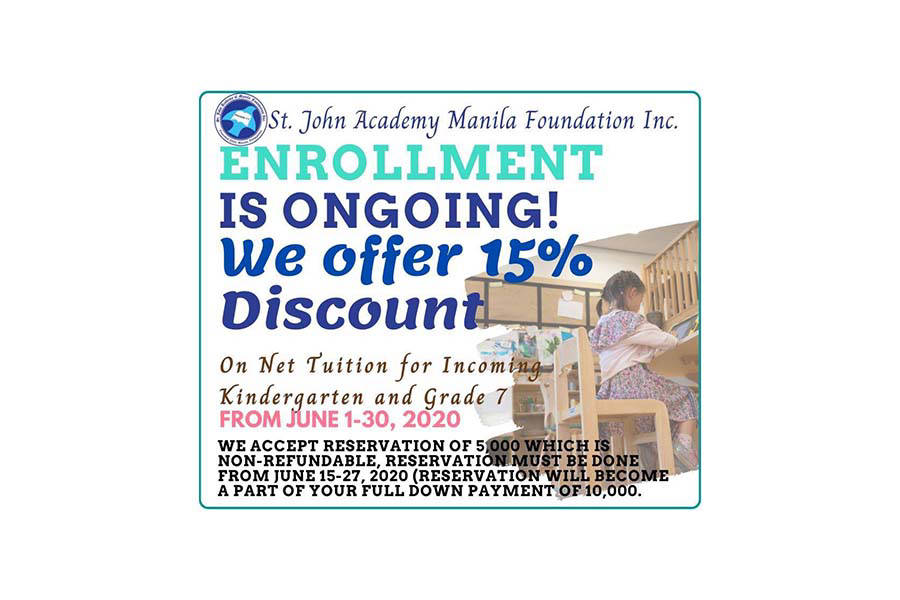 St. John Academy Manila Foundation Inc.
ENROLLMENT
IS ONGOING!
We offer 15%
Discount
On Net Tuition for Incoming
Kindergarten and Grade 7
FROM JUNE 1-30, 2020
WE ACCEPT RESERVATION OF 5,000 WHICH IS
NON-REFUNDABLE, RESERVATION MUST BE DONE
FROM JUNE 15-27, 2020 (RESERVATION WILL BECOME
A PART OF YOUR FULL DOWN PAYMENT OF 10,000.